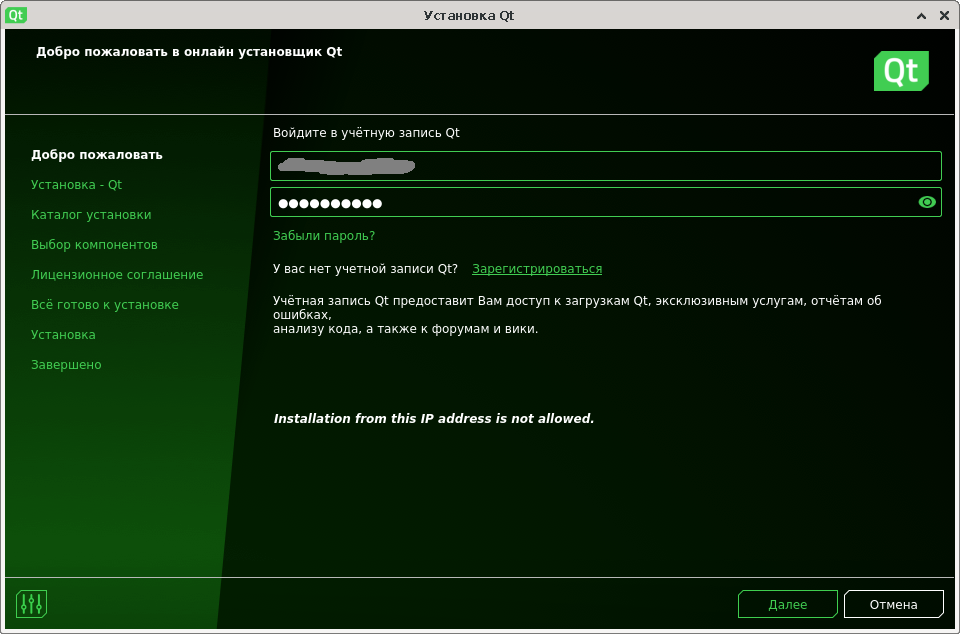 Qt
Установка Qt
Добро пожаловать в онлайн установщик Qt
Qt
Войдите в учётную запись Qt
Добро пожаловать
Установка - Qt
Каталог установки
Выбор компонентов
Лицензионное соглашение
Всё готово к установке
Установка
Завершено
Забыли пароль?
У вас нет учетной записи Qt? Зарегистрироваться
Учётная запись Qt предоставит Вам доступ к загрузкам Qt, эксклюзивным услугам, отчётам об
ошибках,
анализу кода, а также к форумам и вики.
Installation from this IP address is not allowed.
Далее
Отмена